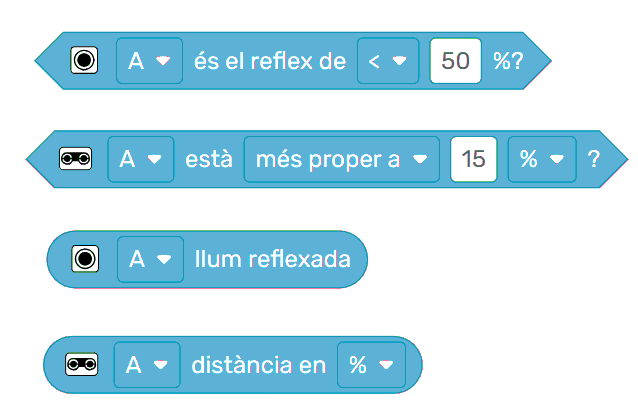 A és el reflex de < 50 %?
A està més proper a 15 % ?
A llum reflexada
A distància en %